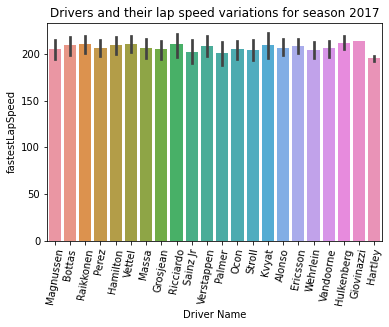 Drivers and their lap speed variations for season 2017
fastestLapSpeed
200
150
100
50
0
Magnussen
Bottas
Raikkonen
Perez
Hamilton
Vettel
Massa
Grosjean
Ricciardo
Sainz Jr
Verstappen
Palmer
Ocon
Stroll
Kvyat
Alonso
Ericsson
Wehrlein
Vandoorne
Hulkenberg
Giovinazzi
Hartley
Driver Name